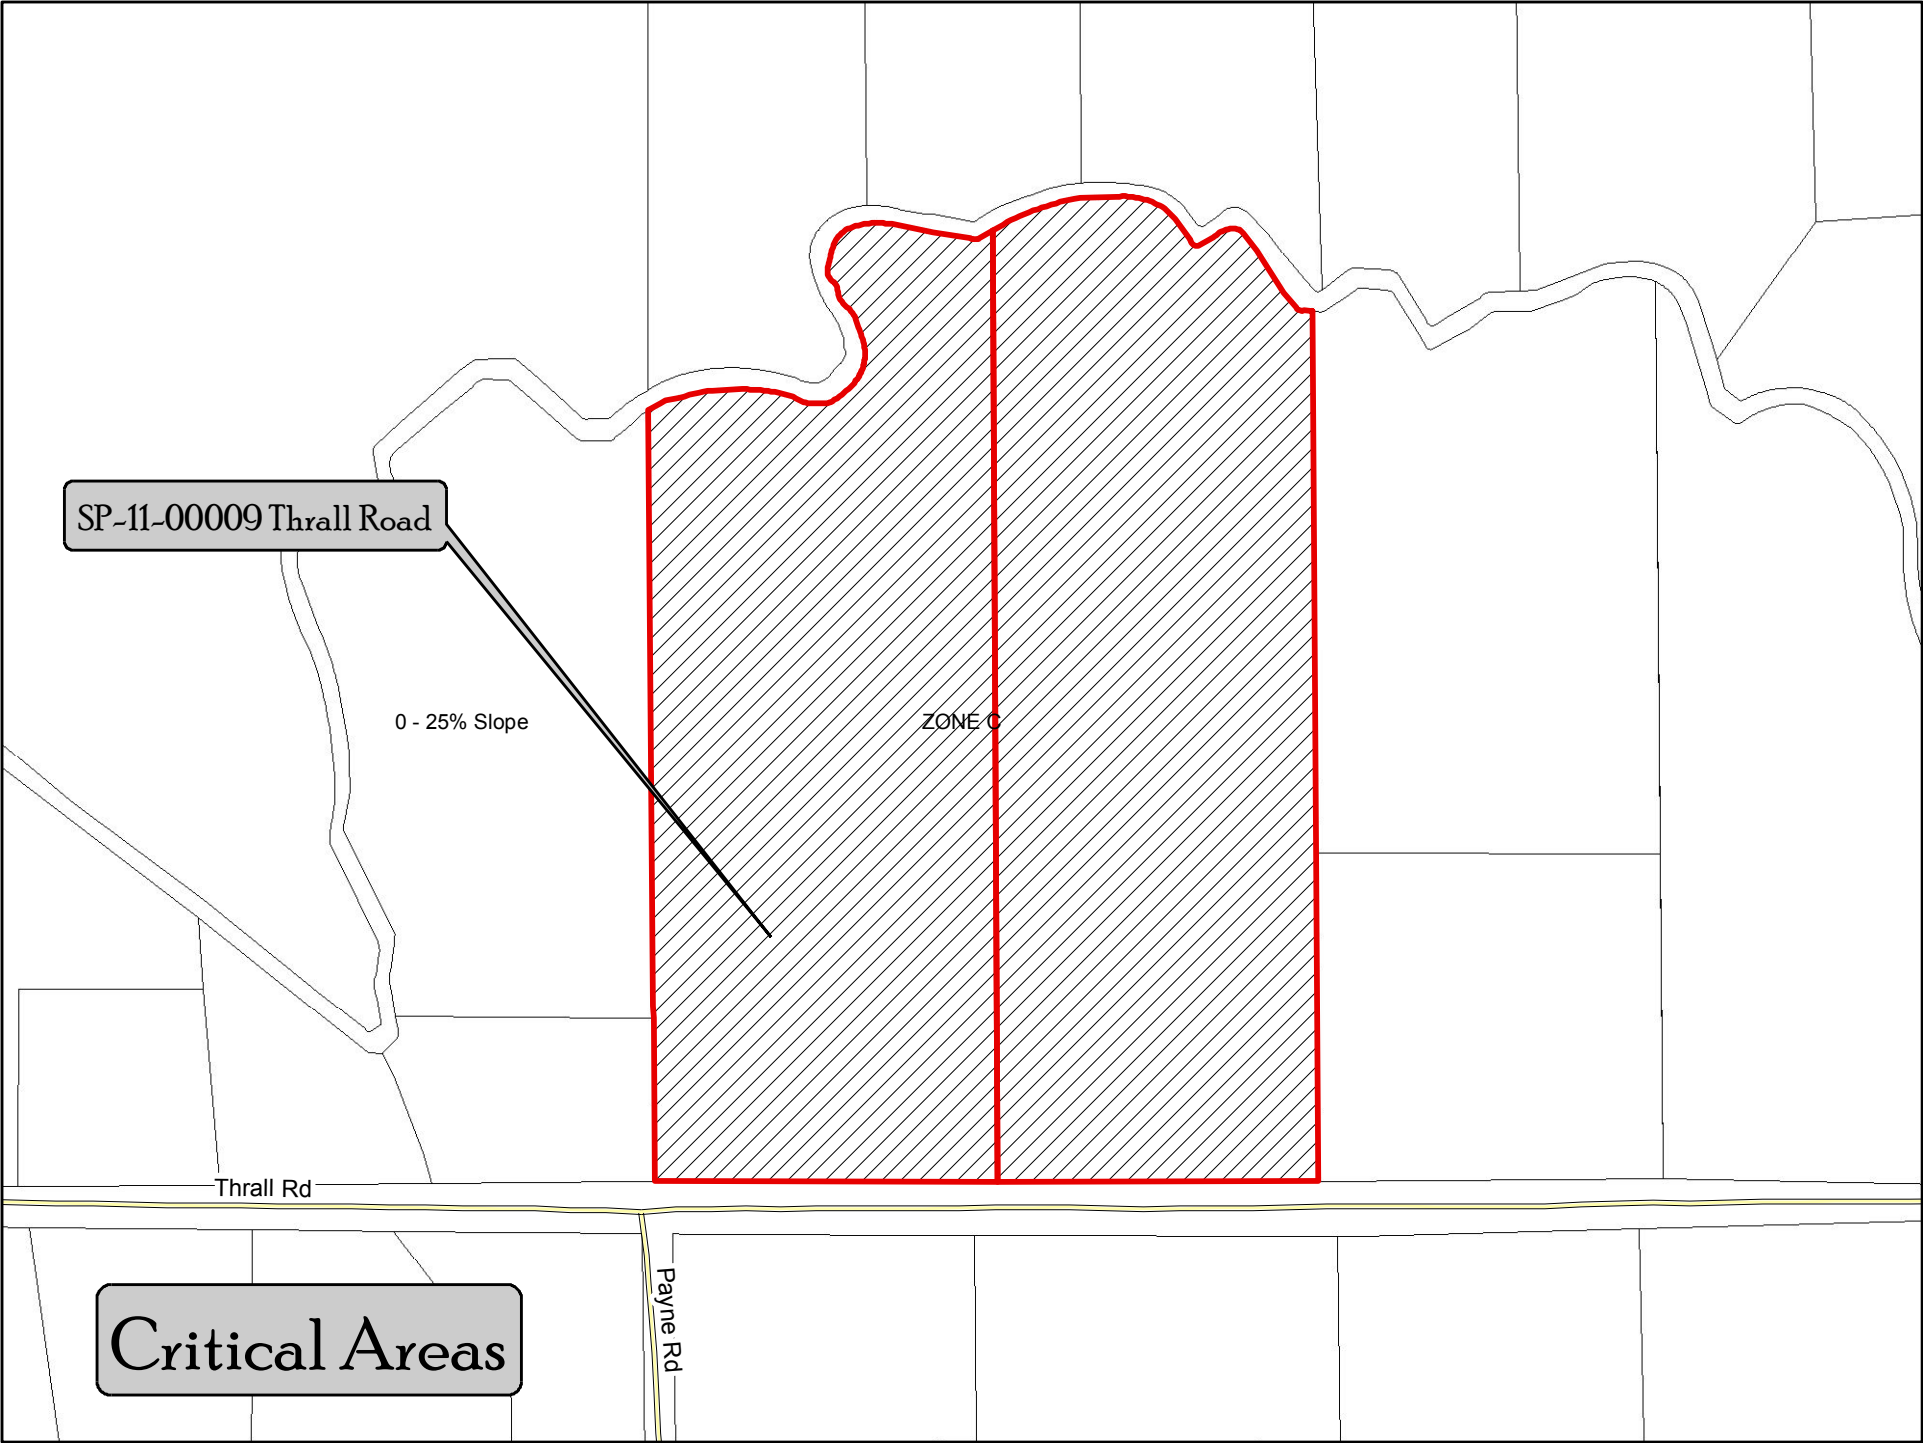 SP-11-00009 Thrall Road
0 - 25% Slope
ZONE C
Thrall Rd
Payne Rd
Critical Areas